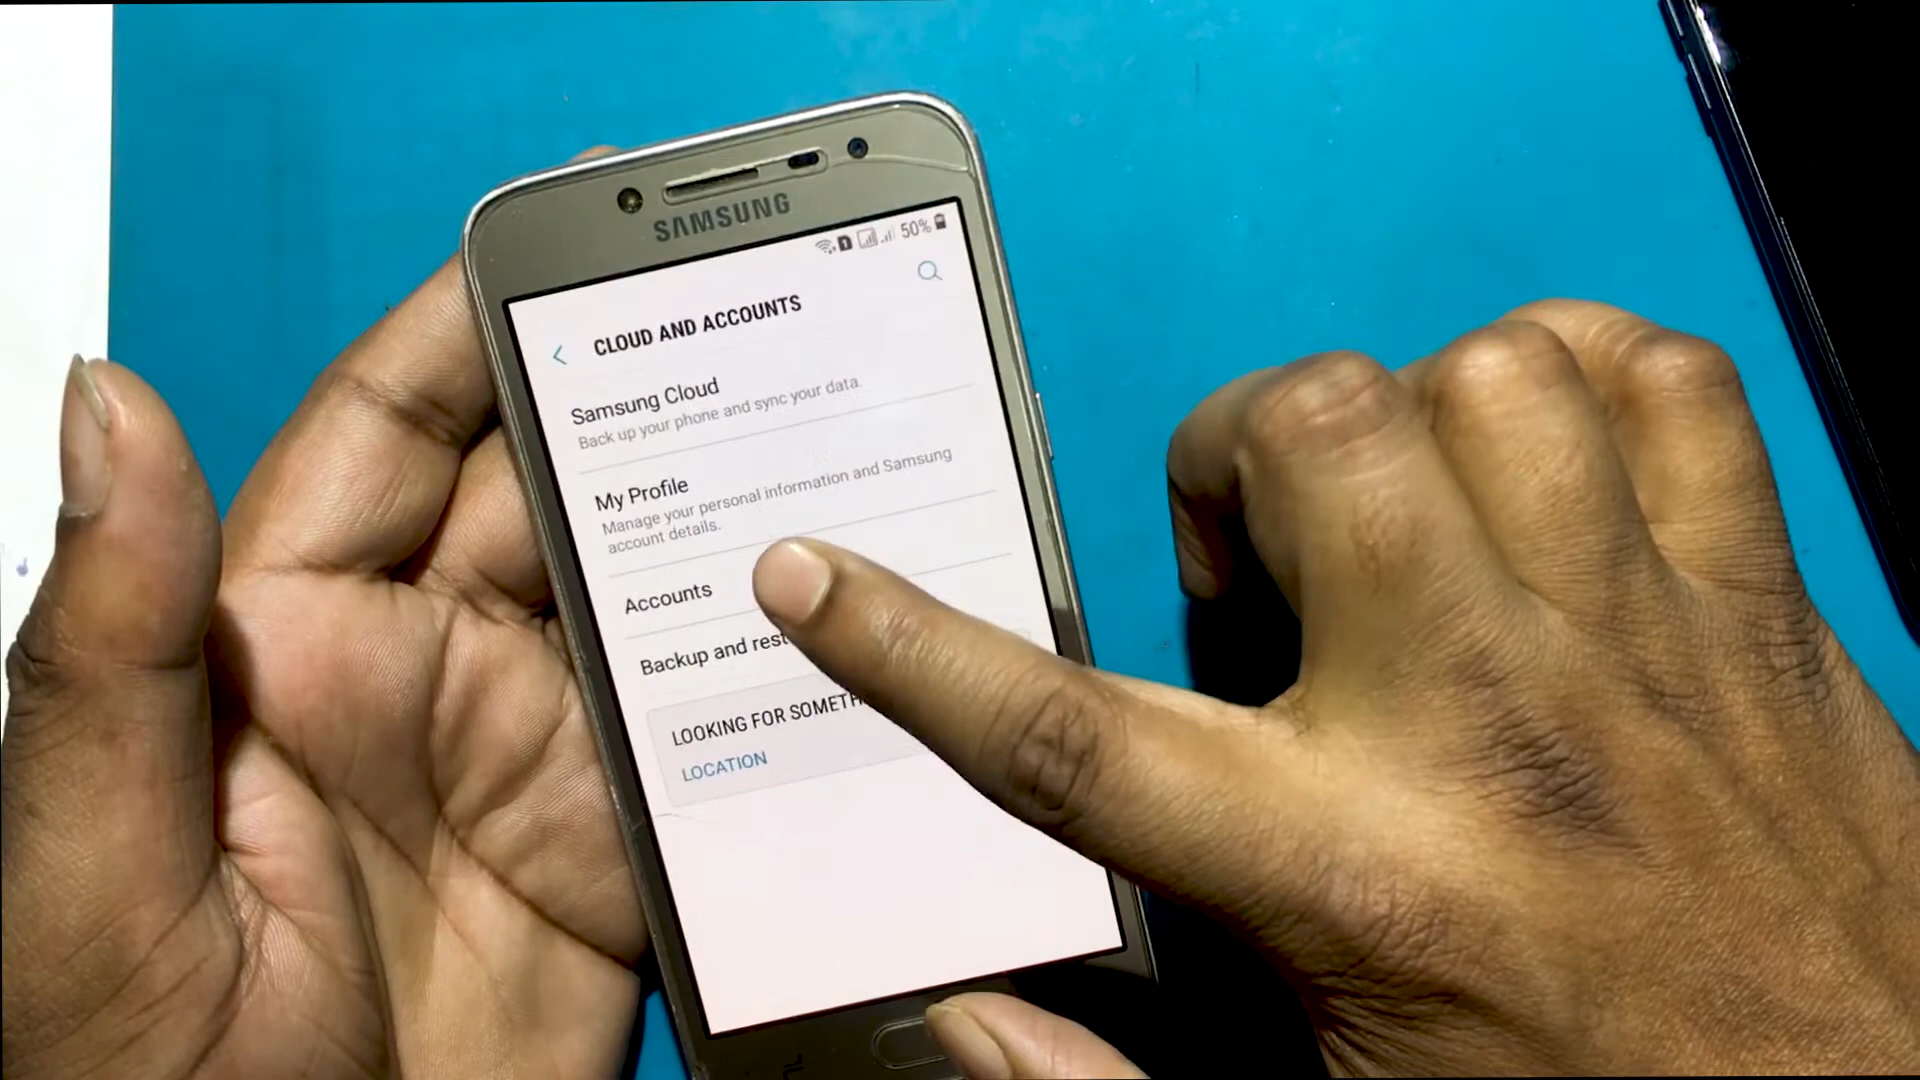 SAMSUNG
50%
CLOUD AND ACCOUNTS
Samsung Cloud
Back up your phone and sync your data.
My Profile
Manage your personal information and Samsung
account details.
Accounts
Backup and rest
LOOKING FOR SOMETH
LOCATION